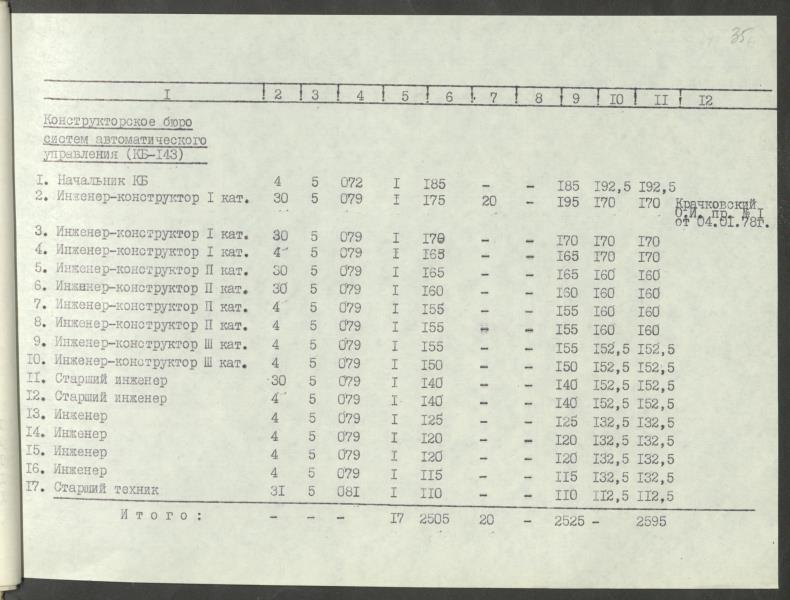 35
I ! 2 ! 3 ! 4 ! 5 ! 6 ! 7 ! 8 ! 9 ! IO ! II ! I2
Конструкторское бюро
систем автоматического
управления (КБ-I43)
I. Начальник КБ 4 5 072 I I85 - - I85 I92,5 I92,5
2. Инженер-конструктор I кат. 30 5 079 I I75 20 - I95 I70 I70 Крачковский
О.И. пр. № I
от 04.0I.78г.
3. Инженер-конструктор I кат. 30 5 079 I I70 - - I70 I70 I70
4. Инженер-конструктор I кат. 4 5 079 I I65 - - I65 I70 I70
5. Инженер-конструктор П кат. 30 5 079 I I65 - - I65 I60 I60
6. Инженер-конструктор П кат. 30 5 079 I I60 - - I60 I60 I60
7. Инженер-конструктор П кат. 4 5 079 I I55 - - I55 I60 I60
8. Инженер-конструктор П кат. 4 5 079 I I55 - - I55 I60 I60
9. Инженер-конструктор Ш кат. 4 5 079 I I55 - - I55 I52,5 I52,5
IO. Инженер-конструктор Ш кат. 4 5 079 I I50 - - I50 I52,5 I52,5
II. Старший инженер 30 5 079 I I40 - - I40 I52,5 I52,5
I2. Старший инженер 4 5 079 I I40 - - I40 I52,5 I52,5
I3. Инженер 4 5 079 I I25 - - I25 I32,5 I32,5
I4. Инженер 4 5 079 I I20 - - I20 I32,5 I32,5
I5. Инженер 4 5 079 I I20 - - I20 I32,5 I32,5
I6. Инженер 4 5 079 I II5 - - II5 I32,5 I32,5
I7. Старший техник 3I 5 08I I IIO - - IIO II2,5 II2,5
Итого: - - - I7 2505 20 - 2525 - 2595